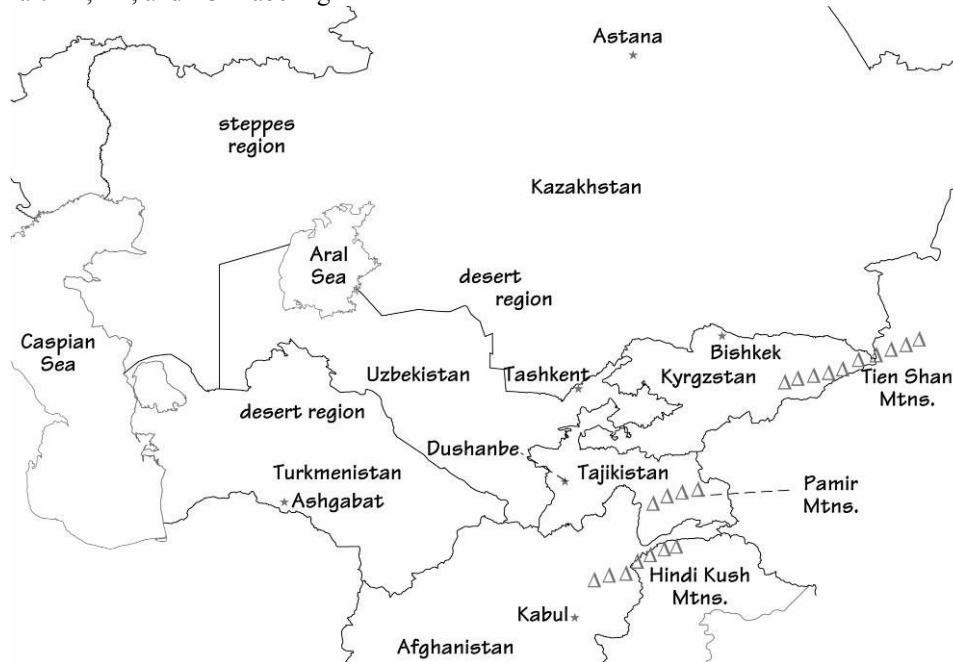 Astana
steppes
region
Kazakhstan
Aral
Sea
desert
region
Caspian
Sea
Bishkek
Uzbekistan
Tashkent
Kyrgzstan
Tien Shan
Mtns.
desert region
Dushanbe
Turkmenistan
Tajikistan
Ashgabat
Pamir
Mtns.
Hindi Kush
Mtns.
Kabul
Afghanistan